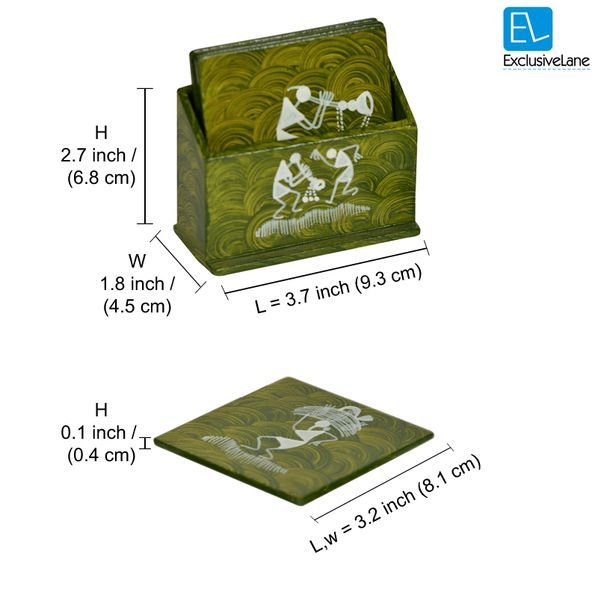 EL
ExclusiveLane
H
2.7 inch /
(6.8 cm)
W
1.8 inch /
(4.5 cm)
L = 3.7 inch (9.3 cm)
H
0.1 inch /
(0.4 cm)
L,w = 3.2 inch (8.1 cm)